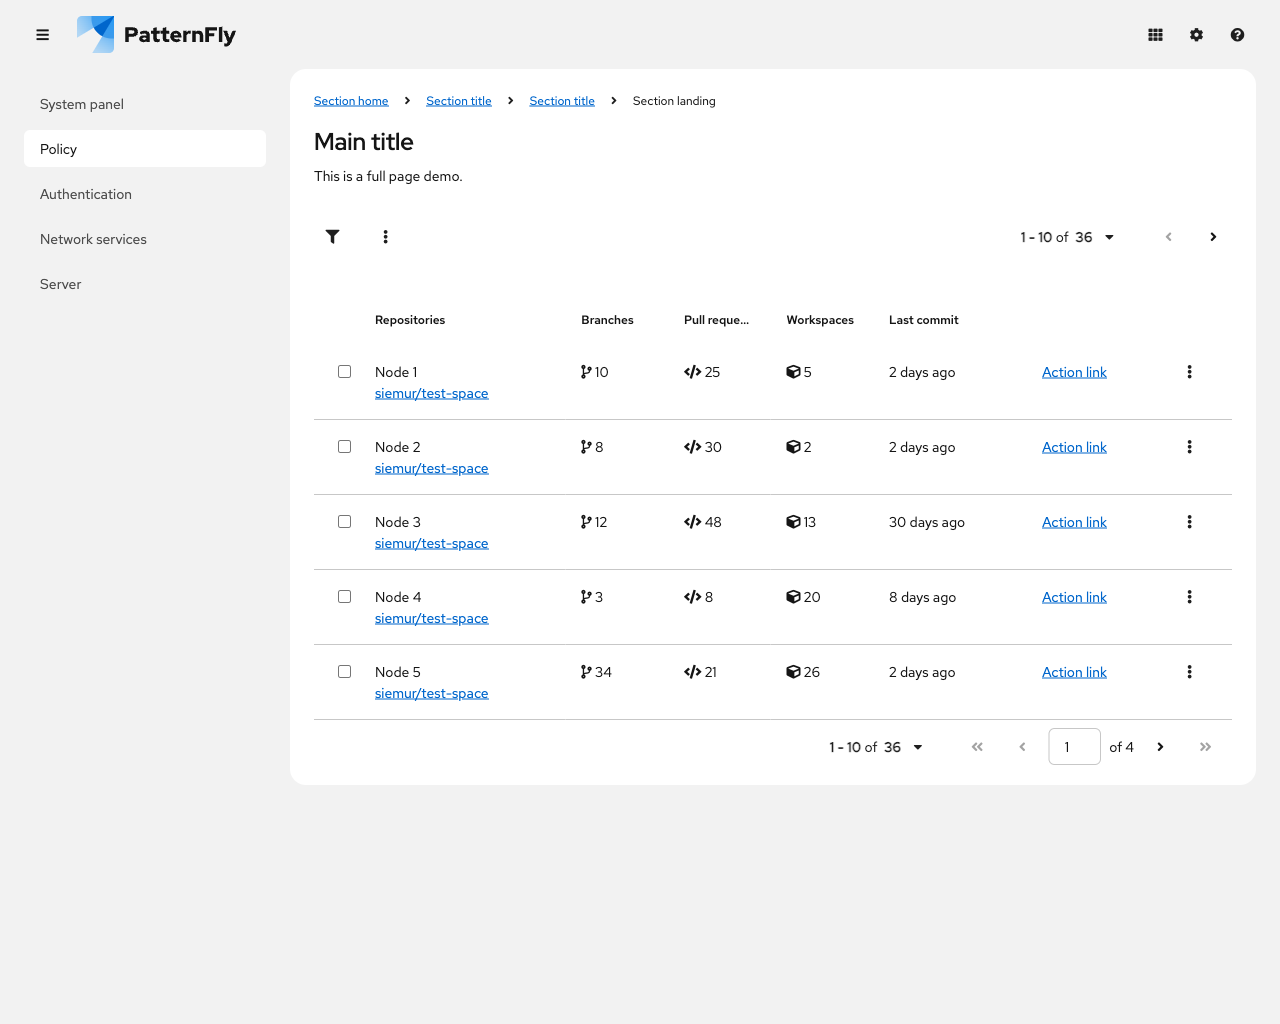 PatternFly
System panel
Policy
Authentication
Network services
Server
Section home
Section title
Section title
Section landing
Main title
This is a full page demo.
1 - 10 of 36
Repositories Branches Pull reque... Workspaces Last commit
Node 1 10 25 5 2 days ago Action link
siemur/test-space
Node 2 8 30 2 2 days ago Action link
siemur/test-space
Node 3 12 48 13 30 days ago Action link
siemur/test-space
Node 4 3 8 20 8 days ago Action link
siemur/test-space
Node 5 34 21 26 2 days ago Action link
siemur/test-space
1 - 10 of 36 1 of 4